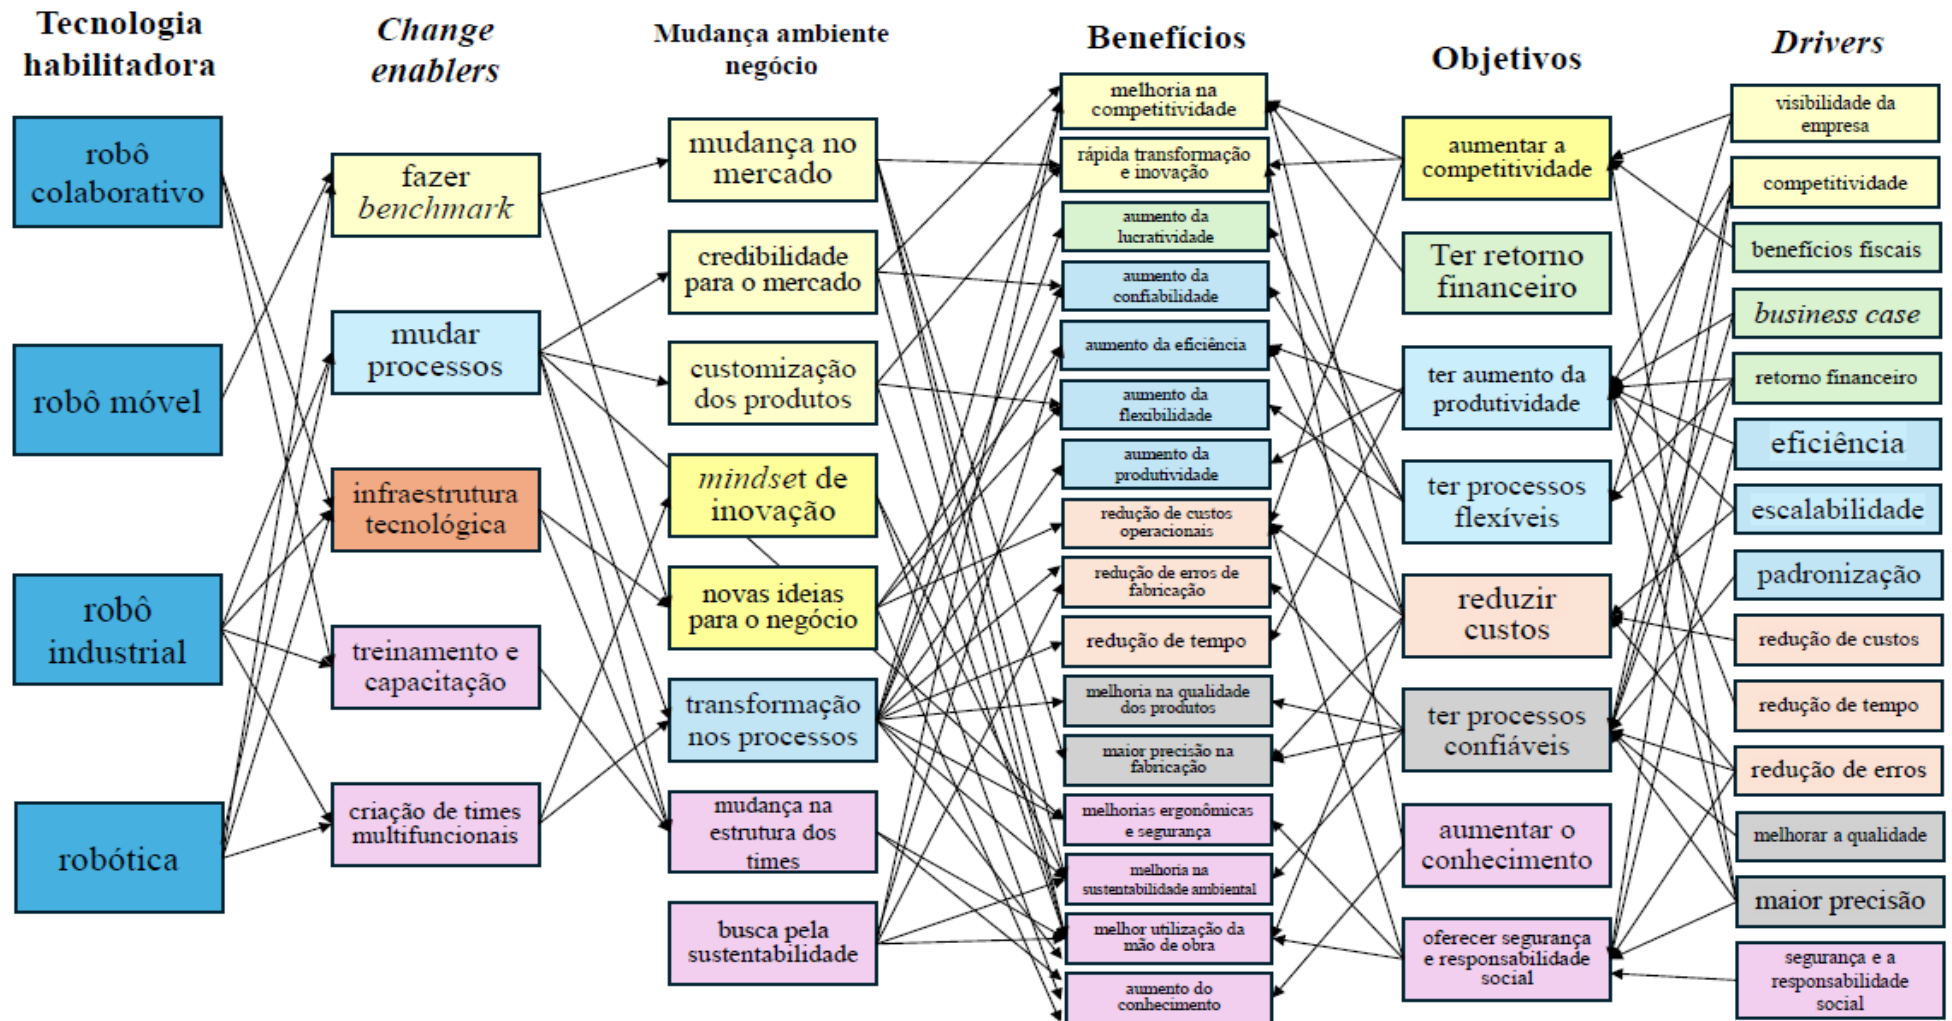 Tecnologia
habilitadora
robô
colaborativo
robô móvel
robô
industrial
robótica
Change
enablers
fazer
benchmark
mudar
processos
infraestrutura
tecnológica
treinamento e
capacitação
criação de times
multifuncionais
Mudança ambiente
negócio
mudança no
mercado
credibilidade
para o mercado
customização
dos produtos
mindset de
inovação
novas ideias
para o negócio
transformação
nos processos
mudança na
estrutura dos
times
busca pela
sustentabilidade
Benefícios
melhoria na
competitividade
rápida transformação
e inovação
aumento da
lucratividade
aumento da
confiabilidade
aumento da eficiência
aumento da
flexibilidade
aumento da
produtividade
redução de custos
operacionais
redução de erros de
fabricação
redução de tempo
melhoria na qualidade
dos produtos
maior precisão na
fabricação
melhorias ergonômicas
e segurança
melhoria na
sustentabilidade ambiental
melhor utilização da
mão de obra
aumento do
conhecimento
Objetivos
aumentar a
competitividade
Ter retorno
financeiro
ter aumento da
produtividade
ter processos
flexíveis
reduzir
custos
ter processos
confiáveis
aumentar o
conhecimento
oferecer segurança
e responsabilidade
social
Drivers
visibilidade da
empresa
competitividade
benefícios fiscais
business case
retorno financeiro
eficiência
escalabilidade
padronização
redução de custos
redução de tempo
redução de erros
melhorar a qualidade
maior precisão
segurança e a
responsabilidade
social